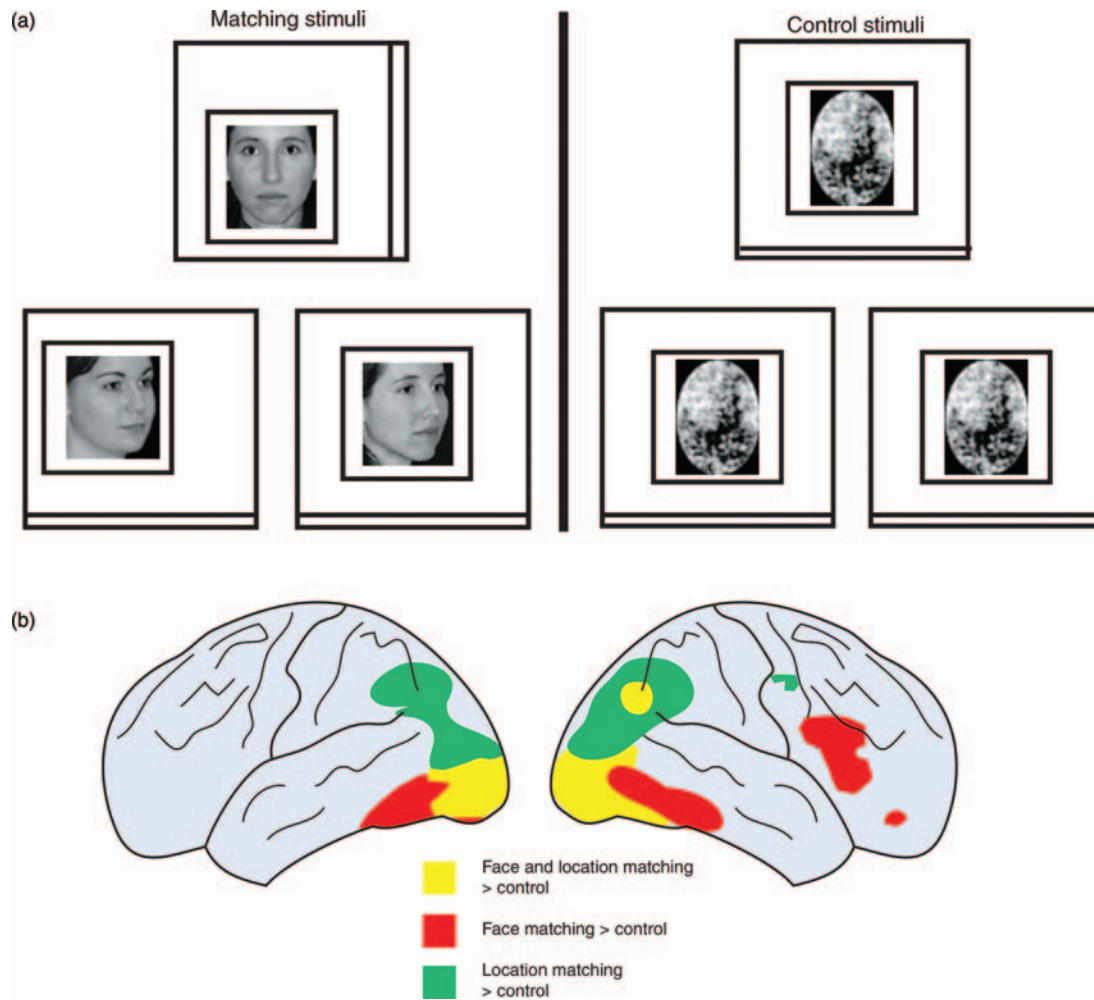 (a)
Matching stimuli
Control stimuli
(b)
Face and location matching
> control
Face matching > control
Location matching
> control